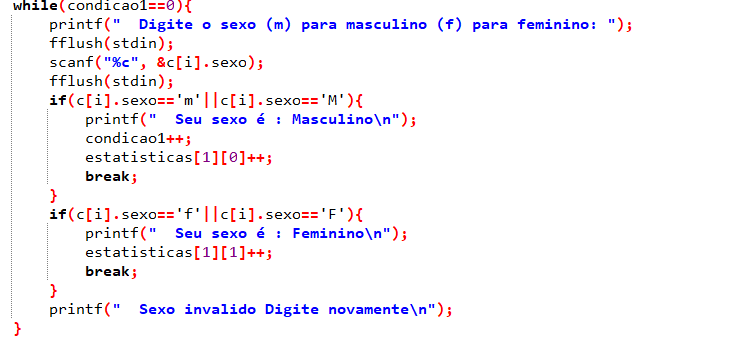 while(condicao1==0){
printf("  Digite o sexo (m) para masculino (f) para feminino: ");
fflush(stdin);
scanf("%c", &c[i].sexo);
fflush(stdin);
if(c[i].sexo=='m'||c[i].sexo=='M'){
printf("  Seu sexo é : Masculino\n");
condicao1++;
estatisticas[1][0]++;
break;
}
if(c[i].sexo=='f'||c[i].sexo=='F'){
printf("  Seu sexo é : Feminino\n");
estatisticas[1][1]++;
break;
}
printf("  Sexo invalido Digite novamente\n");
}